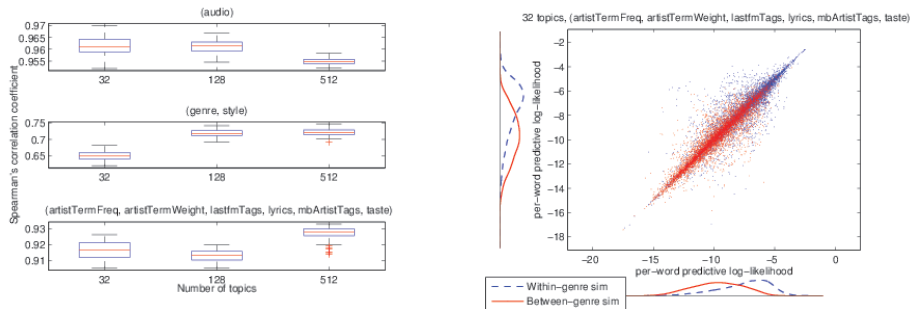 (audio)
0.97
0.965
0.96
0.955
32 128 512
(genre, style)
0.75
0.7
0.65
32 128 512
(artistTermFreq, artistTermWeight, lastfmTags, lyrics, mbArtistTags, taste)
0.93
0.92
0.91
32 128 512
Number of topics
Spearman's correlation coefficient
32 topics, (artistTermFreq, artistTermWeight, lastfmTags, lyrics, mbArtistTags, taste)
−2
−4
−6
−8
−10
−12
−14
−16
−18
per−word predictive log−likelihood
−20 −15 −10 −5 0
per−word predictive log−likelihood
Within−genre sim
Between−genre sim